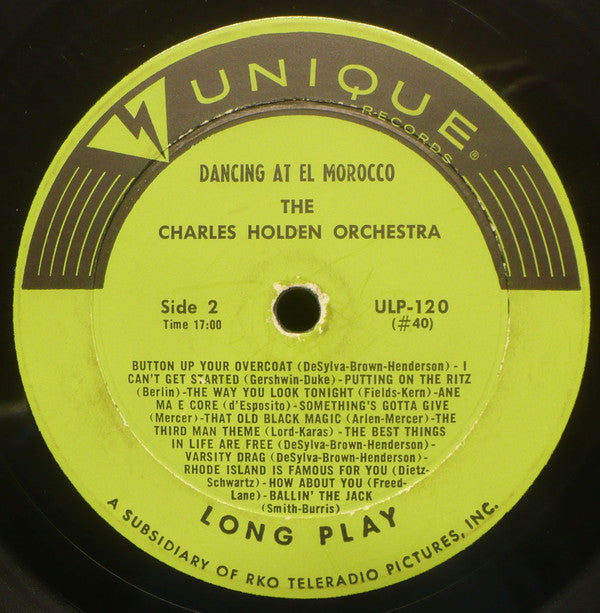 UNIQUE
RECORDS®
DANCING AT EL MOROCCO
THE
CHARLES HOLDEN ORCHESTRA
Side 2
Time 17:00
ULP-120
(#40)
BUTTON UP YOUR OVERCOAT (DeSylva-Brown-Henderson)-I
CAN'T GET STARTED (Gershwin-Duke)-PUTTING ON THE RITZ
(Berlin)-THE WAY YOU LOOK TONIGHT (Fields-Kern)-ANE
MA E CORE (d'Esposito)-SOMETHING'S GOTTA GIVE
(Mercer)-THAT OLD BLACK MAGIC (Arlen-Mercer)-THE
THIRD MAN THEME (Lord-Karas)-THE BEST THINGS
IN LIFE ARE FREE (DeSylva-Brown-Henderson)-
VARSITY DRAG (DeSylva-Brown-Henderson)-
RHODE ISLAND IS FAMOUS FOR YOU (Dietz-
Schwartz)-HOW ABOUT YOU (Freed-
Lane)-BALLIN' THE JACK
(Smith-Burris)
LONG PLAY
A SUBSIDIARY OF RKO TELERADIO PICTURES, INC.